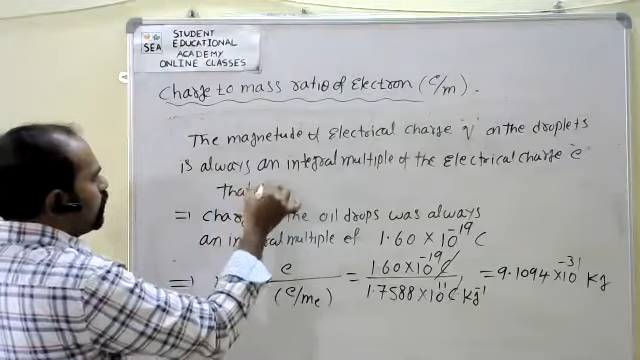 SEA
STUDENT
EDUCATIONAL
ACADEMY
ONLINE CLASSES
Charge to mass ratio of Electron (e/m).
The magnetude of Electrical charge 'q' on the droplets
is always an integral multiple of the Electrical charge 'e'
that
=) the oil drops was always
an multiple of 1.60 × 10⁻¹⁹ C
=) e/(e/mₑ) = 1.60×10⁻¹⁹ C/1.7588×10¹¹ C kg⁻¹ = 9.1094×10⁻³¹ kg